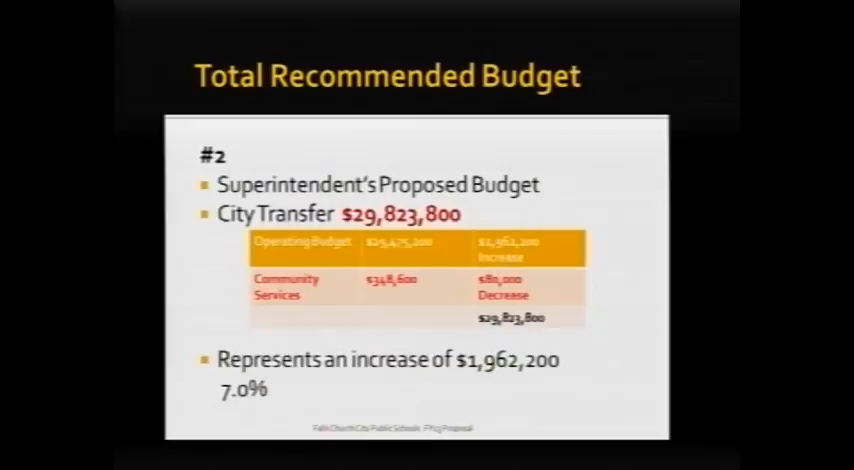 Total Recommended Budget
#2
Superintendent's Proposed Budget
City Transfer $29,823,800
Operating Budget $29,475,200 $1,962,200
Increase
Community $348,600 $80,000
Services Decrease
$29,823,800
Represents an increase of $1,962,200
7.0%
Falls Church City Public Schools FY13 Proposal